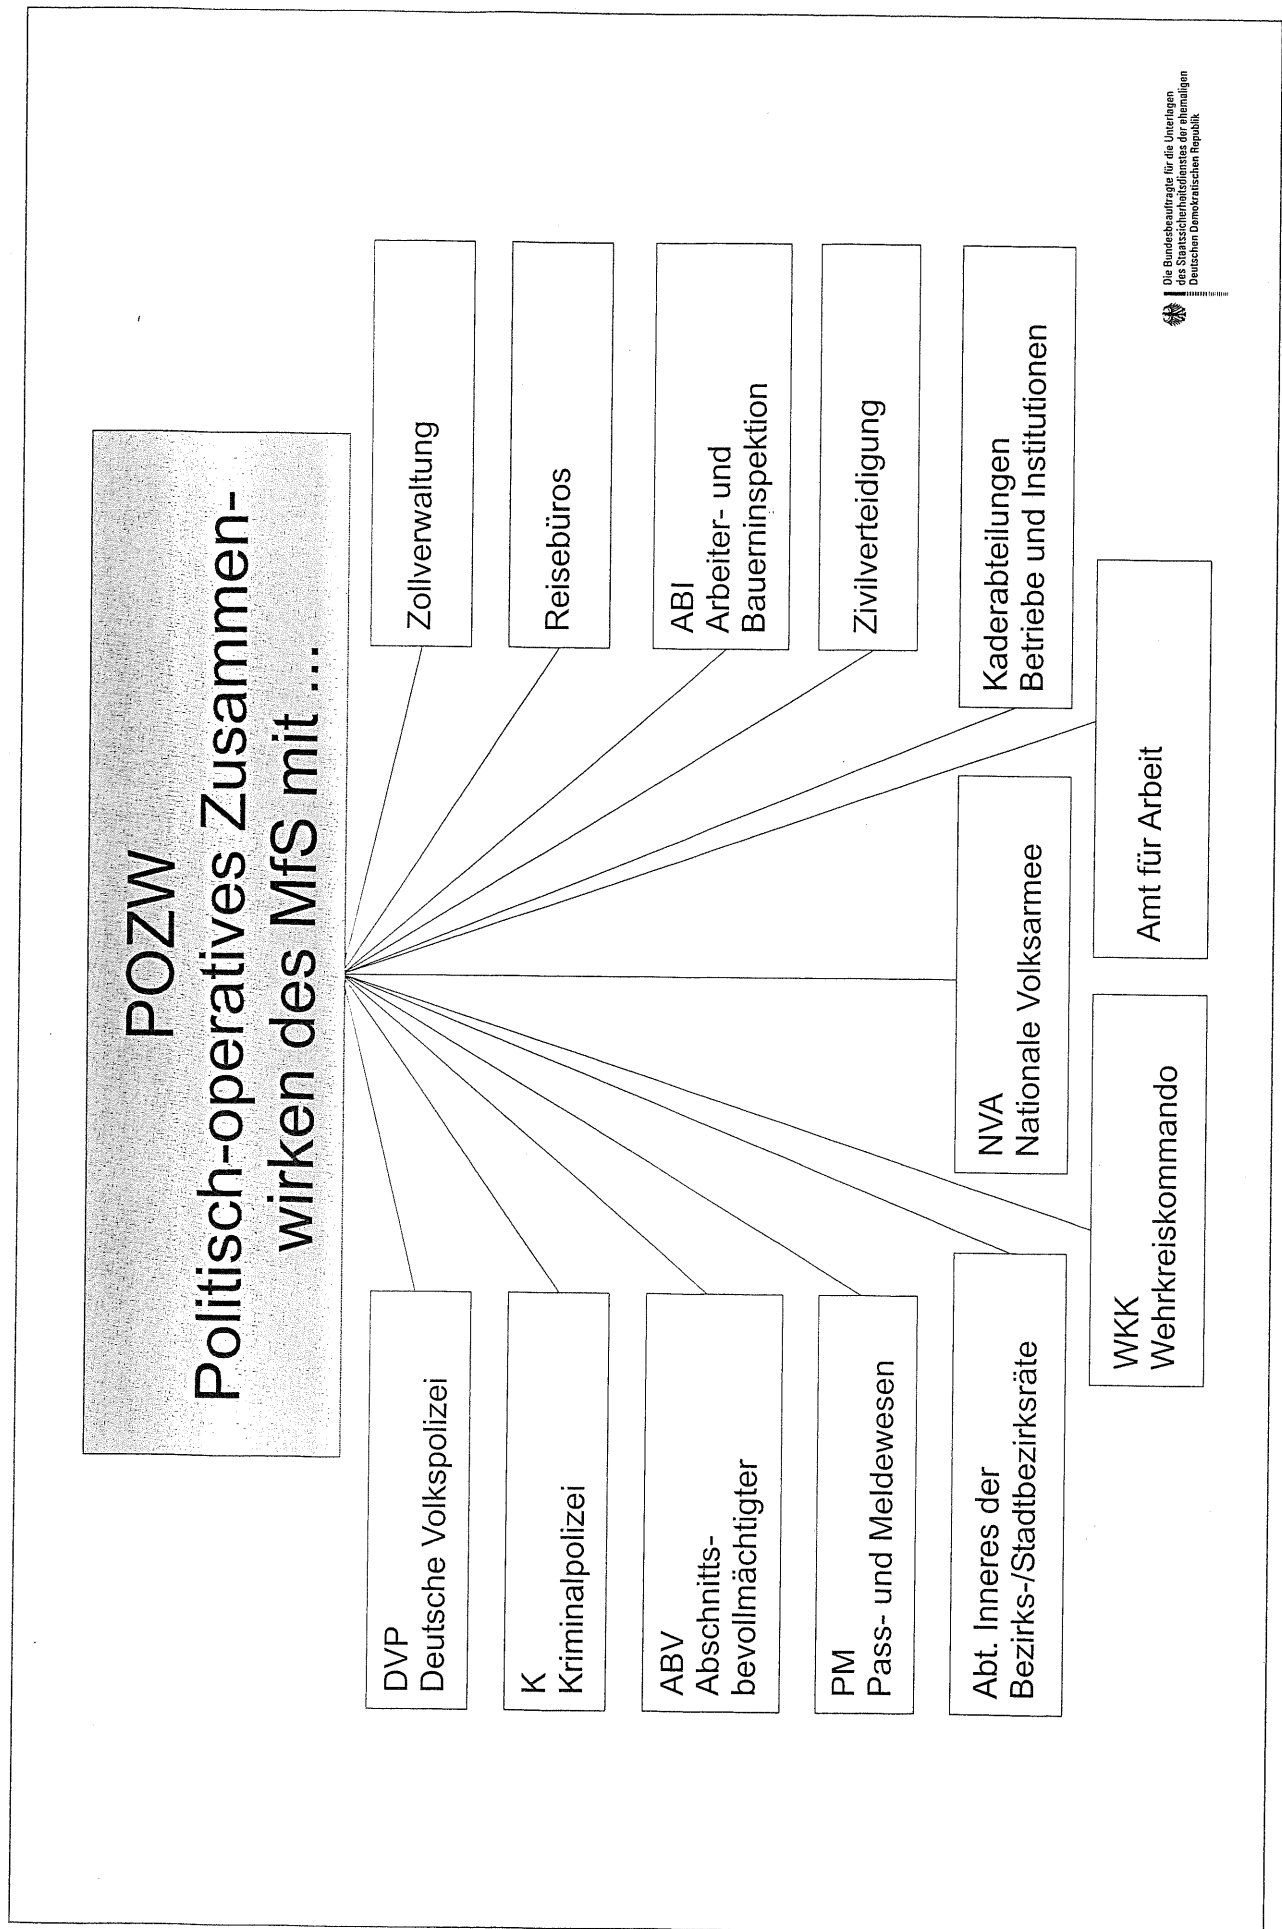 POZW
Politisch-operatives Zusammen-
wirken des MfS mit ...
DVP
Deutsche Volkspolizei
K
Kriminalpolizei
ABV
Abschnitts-
bevollmächtigter
PM
Pass- und Meldewesen
Abt. Inneres der
Bezirks-/Stadtbezirksräte
WKK
Wehrkreiskommando
NVA
Nationale Volksarmee
Amt für Arbeit
Zollverwaltung
Reisebüros
ABI
Arbeiter- und
Bauerninspektion
Zivilverteidigung
Kaderabteilungen
Betriebe und Institutionen
Die Bundesbeauftragte für die Unterlagen
des Staatssicherheitsdienstes der ehemaligen
Deutschen Demokratischen Republik